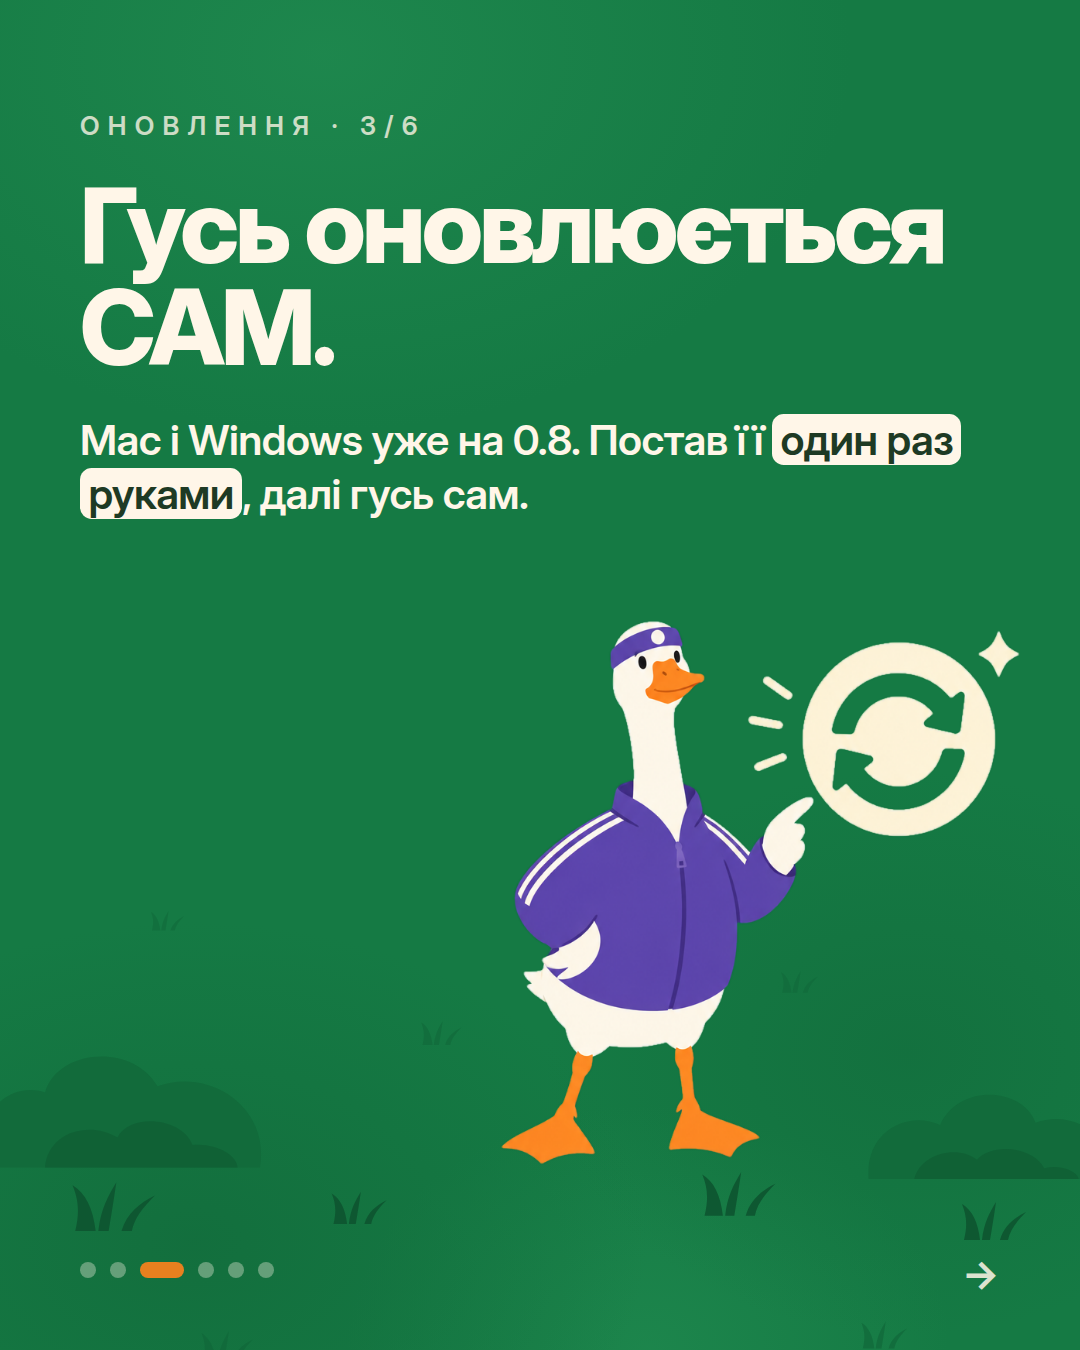 ОНОВЛЕННЯ · 3/6
Гусь оновлюється
САМ.
Mac і Windows уже на 0.8. Постав її один раз
руками, далі гусь сам.